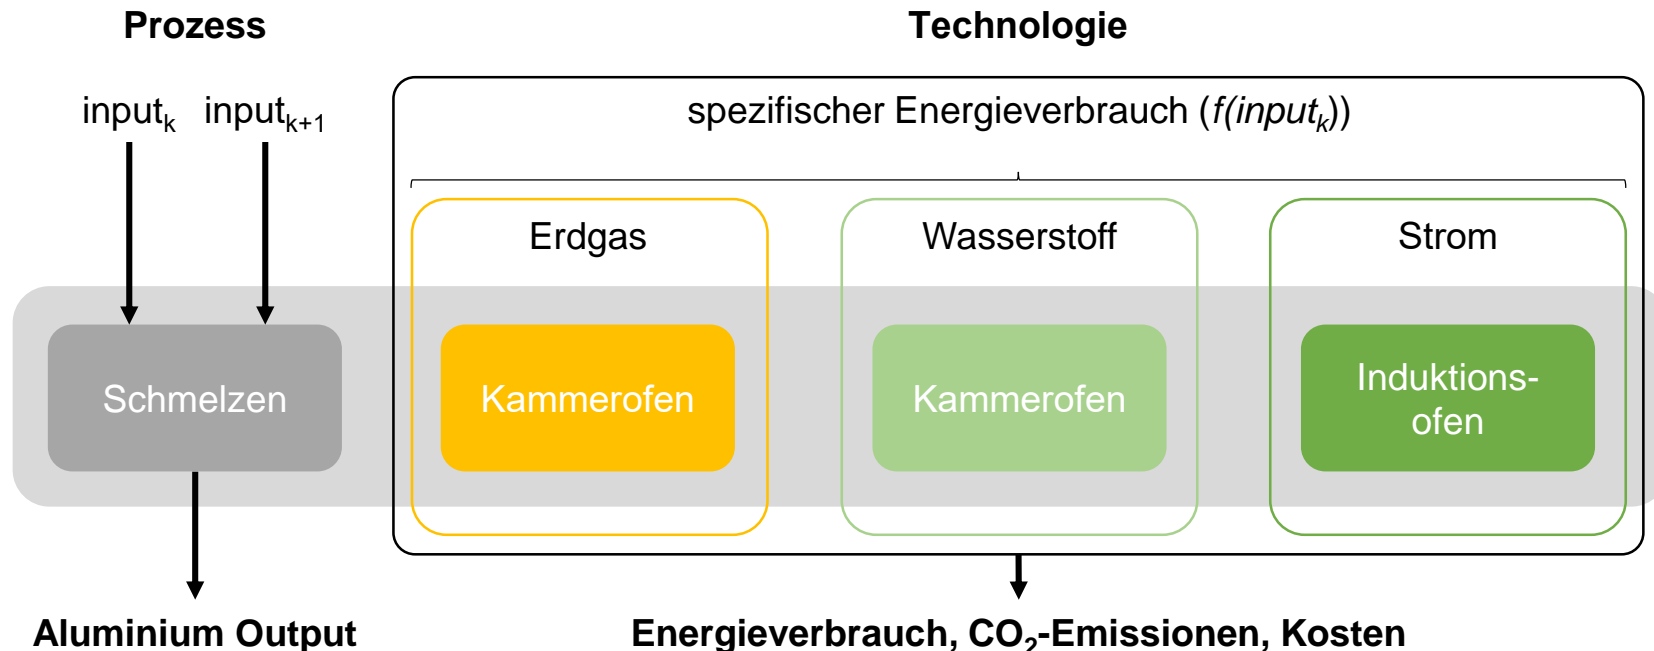 Prozess
Technologie
input_k input_{k+1}
spezifischer Energieverbrauch (f(input_k))
Erdgas
Wasserstoff
Strom
Schmelzen
Kammerofen
Kammerofen
Induktions-
ofen
Aluminium Output
Energieverbrauch, CO₂-Emissionen, Kosten